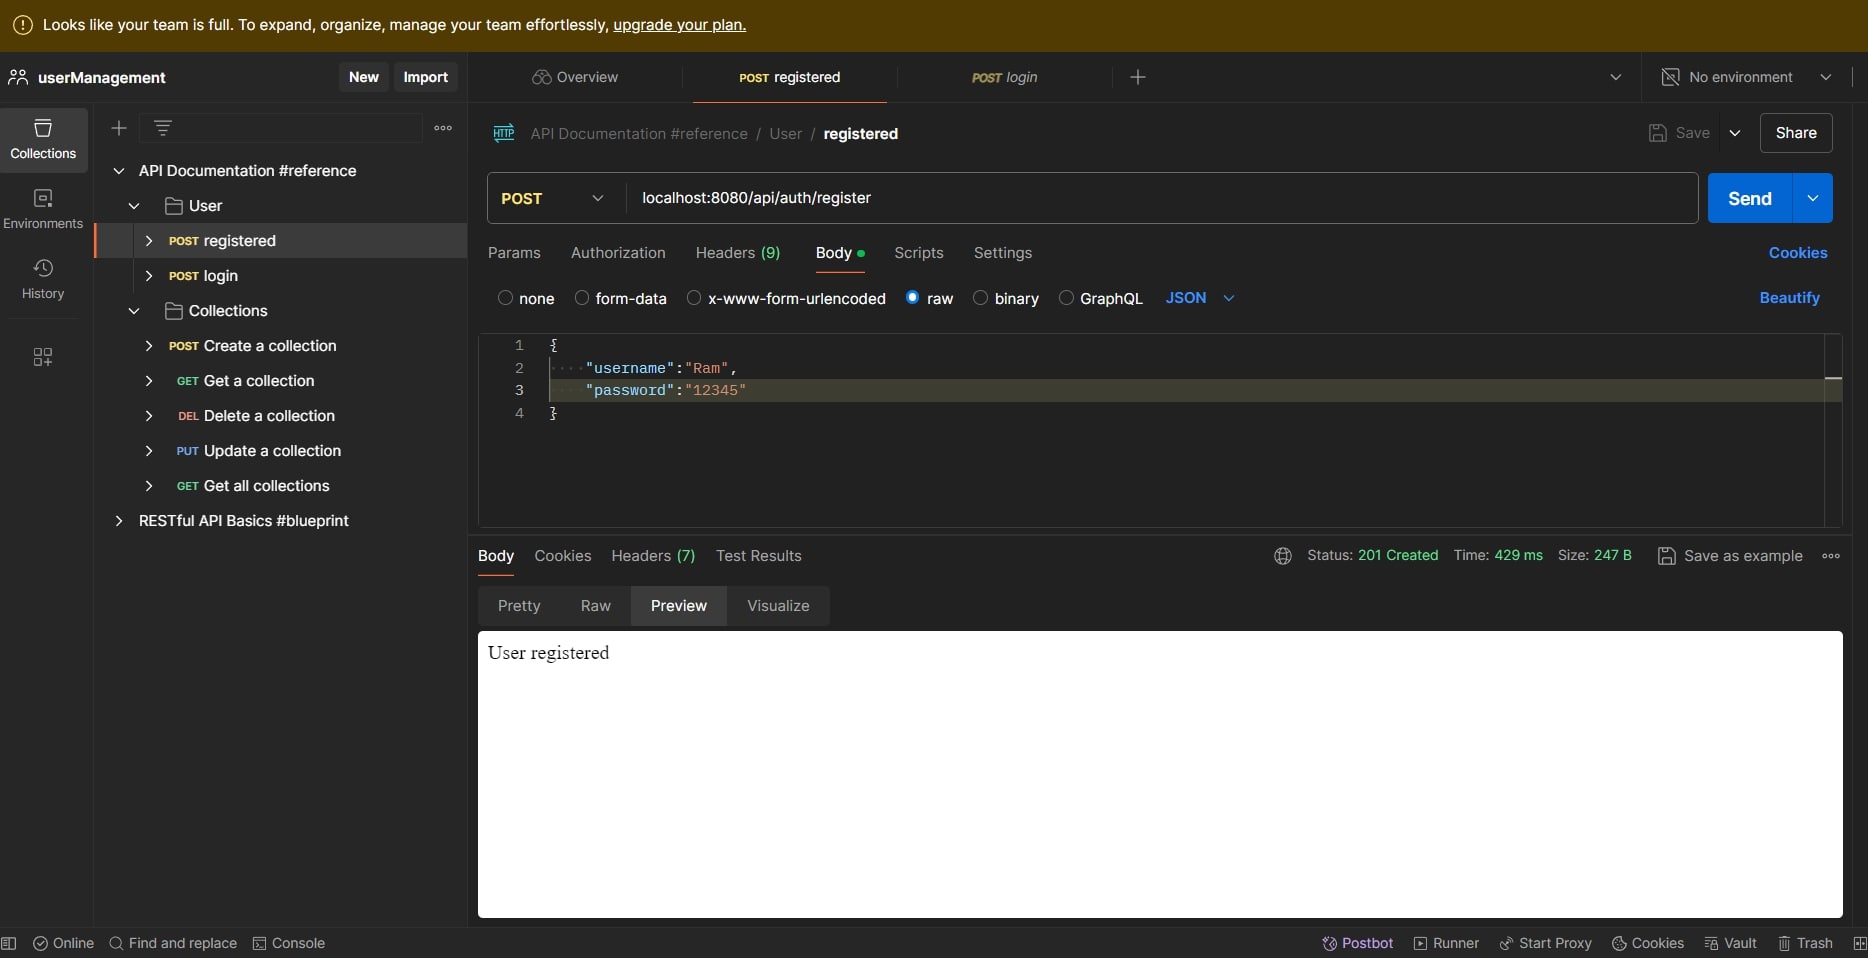 Looks like your team is full. To expand, organize, manage your team effortlessly, upgrade your plan.
userManagement New Import Overview POST registered POST login No environment
Collections
Environments
History
API Documentation #reference
User
POST registered
POST login
Collections
POST Create a collection
GET Get a collection
DEL Delete a collection
PUT Update a collection
GET Get all collections
RESTful API Basics #blueprint
HTTP API Documentation #reference / User / registered Save Share
POST localhost:8080/api/auth/register Send
Params Authorization Headers (9) Body Scripts Settings Cookies
none form-data x-www-form-urlencoded raw binary GraphQL JSON Beautify
1 {
2 "username":"Ram",
3 "password":"12345"
4 }
Body Cookies Headers (7) Test Results Status: 201 Created Time: 429 ms Size: 247 B Save as example
Pretty Raw Preview Visualize
User registered
Online Find and replace Console Postbot Runner Start Proxy Cookies Vault Trash